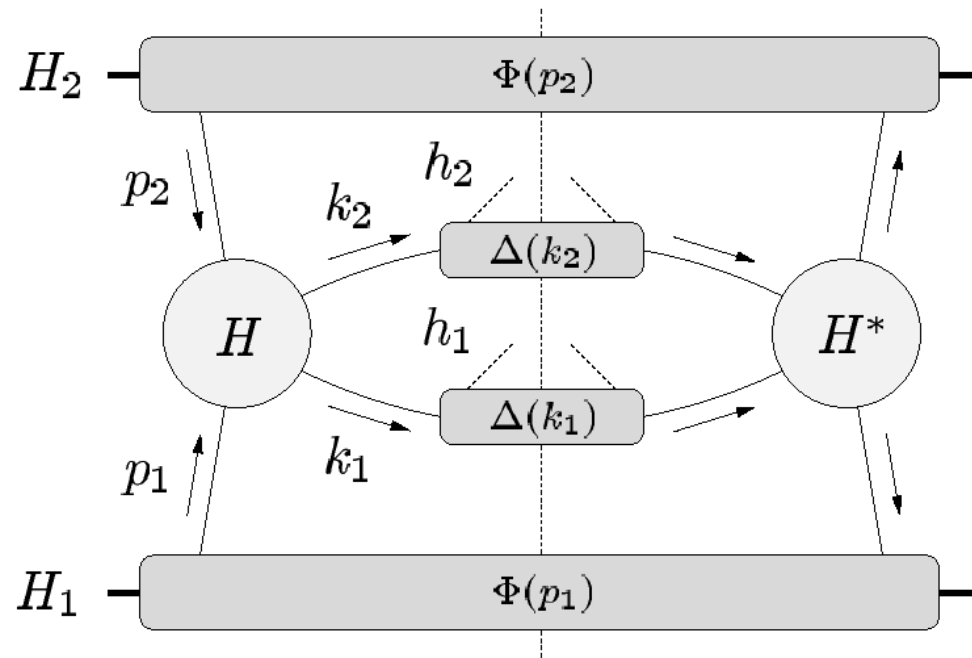 H₂ Φ(p₂)
p₂ k₂ h₂ Δ(k₂)
H h₁ H*
p₁ k₁ Δ(k₁)
H₁ Φ(p₁)